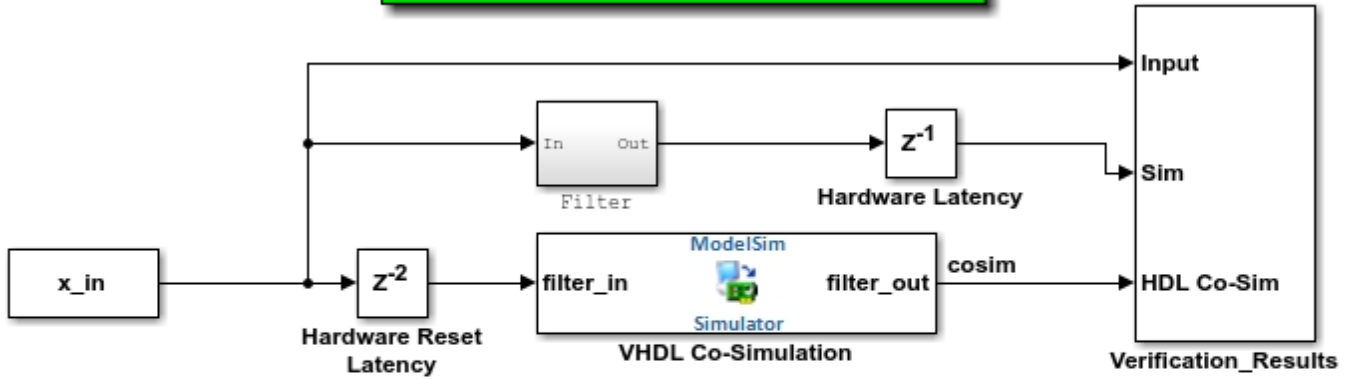 Input
In Out
Z-1
Filter
Hardware Latency
Sim
x_in
Z-2
Hardware Reset
Latency
filter_in
ModelSim
Simulator
filter_out
cosim
VHDL Co-Simulation
HDL Co-Sim
Verification_Results